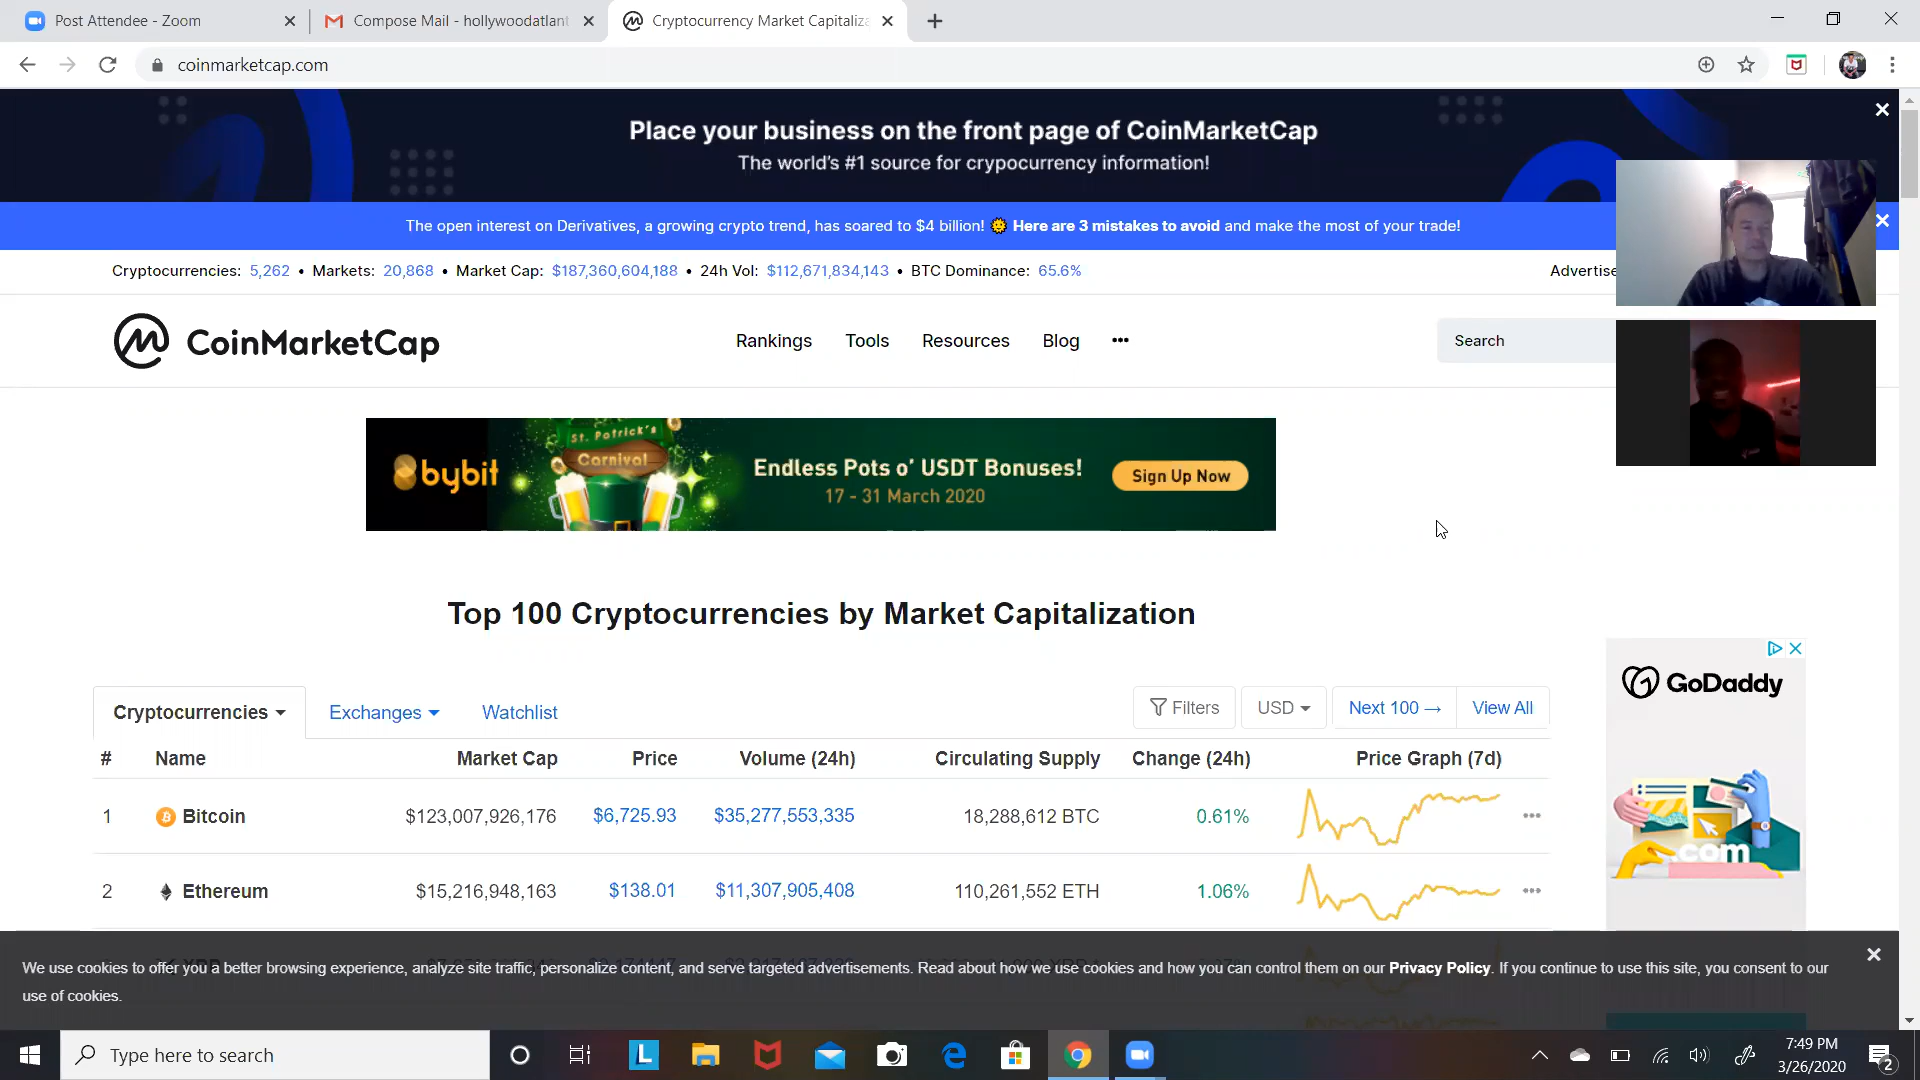 Post Attendee - Zoom
Compose Mail - hollywoodatlant
Cryptocurrency Market Capitaliza
coinmarketcap.com
Place your business on the front page of CoinMarketCap
The world's #1 source for crypocurrency information!
The open interest on Derivatives, a growing crypto trend, has soared to $4 billion! Here are 3 mistakes to avoid and make the most of your trade!
Cryptocurrencies: 5,262 • Markets: 20,868 • Market Cap: $187,360,604,188 • 24h Vol: $112,671,834,143 • BTC Dominance: 65.6%
Advertise
CoinMarketCap
Rankings Tools Resources Blog •••
Search
bybit
St. Patrick's
Carnival
Endless Pots o' USDT Bonuses!
17 - 31 March 2020
Sign Up Now
Top 100 Cryptocurrencies by Market Capitalization
Cryptocurrencies Exchanges Watchlist
Filters USD Next 100 → View All
# Name Market Cap Price Volume (24h) Circulating Supply Change (24h) Price Graph (7d)
1 Bitcoin $123,007,926,176 $6,725.93 $35,277,553,335 18,288,612 BTC 0.61%
2 Ethereum $15,216,948,163 $138.01 $11,307,905,408 110,261,552 ETH 1.06%
GoDaddy
.com
We use cookies to offer you a better browsing experience, analyze site traffic, personalize content, and serve targeted advertisements. Read about how we use cookies and how you can control them on our Privacy Policy. If you continue to use this site, you consent to our
use of cookies.
Type here to search
L
7:49 PM
3/26/2020
2